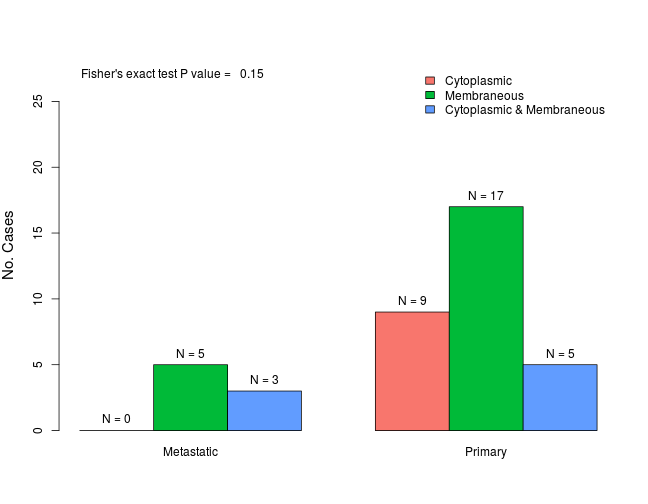 Fisher's exact test P value = 0.15
Cytoplasmic
Membraneous
Cytoplasmic & Membraneous
No. Cases
25
20
15
10
5
0
N = 0
N = 5
N = 3
N = 9
N = 17
N = 5
Metastatic
Primary